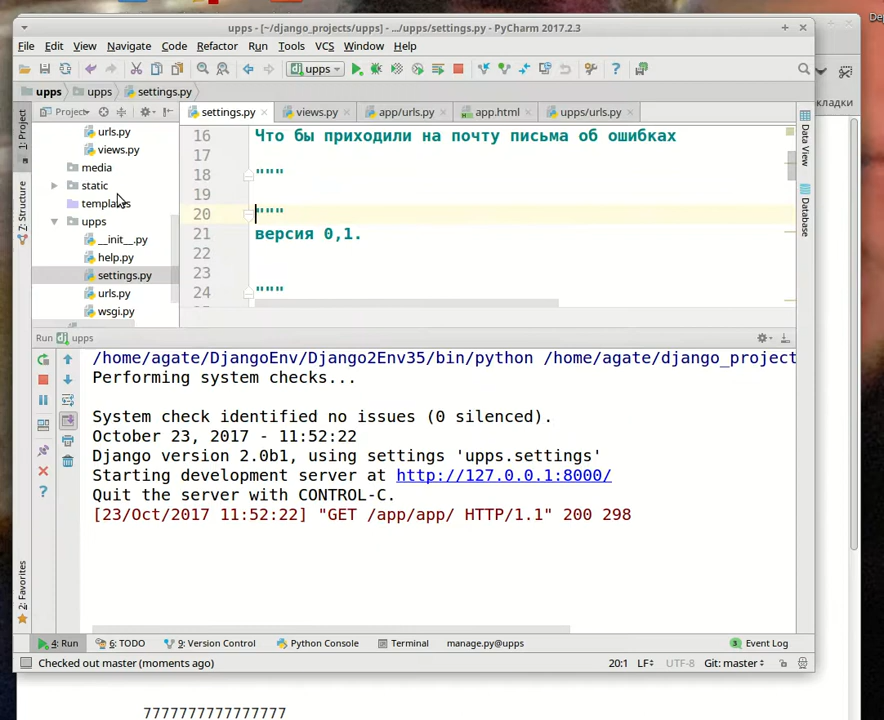 De
upps - [~/django_projects/upps] - .../upps/settings.py - PyCharm 2017.2.3
File Edit View Navigate Code Refactor Run Tools VCS Window Help
upps
upps upps settings.py
кладки
1: Project
Project
settings.py views.py app/urls.py app.html upps/urls.py
Data View
Database
Z: Structure
urls.py
views.py
media
static
templates
upps
__init__.py
help.py
settings.py
urls.py
wsgi.py
16 Что бы приходили на почту письма об ошибках
17
18 """
19
20 """
21 версия 0,1.
22
23
24 """
Run upps
/home/agate/DjangoEnv/Django2Env35/bin/python /home/agate/django_project
Performing system checks...
System check identified no issues (0 silenced).
October 23, 2017 - 11:52:22
Django version 2.0b1, using settings 'upps.settings'
Starting development server at http://127.0.0.1:8000/
Quit the server with CONTROL-C.
[23/Oct/2017 11:52:22] "GET /app/app/ HTTP/1.1" 200 298
2: Favorites
4: Run 6: TODO 9: Version Control Python Console Terminal manage.py@upps 3 Event Log
Checked out master (moments ago) 20:1 LF UTF-8 Git: master
7777777777777777